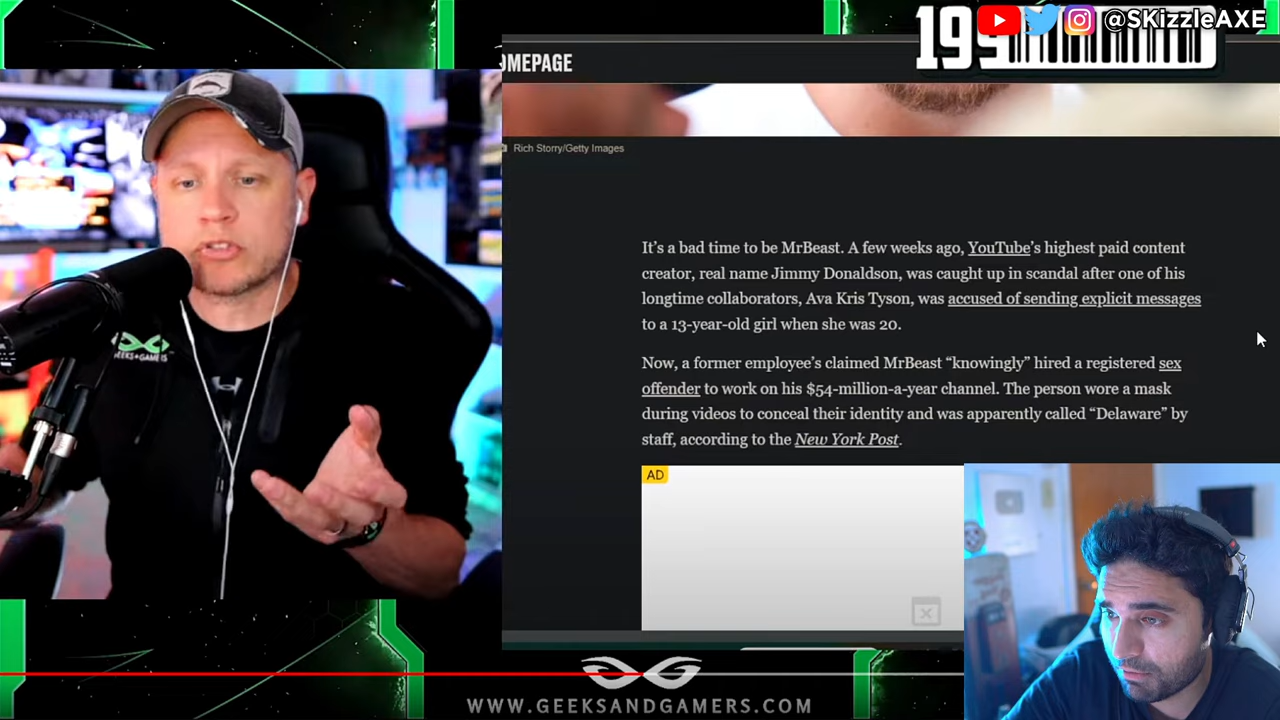 199
@SKizzleAXE
OMEPAGE
Rich Storry/Getty Images
It's a bad time to be MrBeast. A few weeks ago, YouTube's highest paid content
creator, real name Jimmy Donaldson, was caught up in scandal after one of his
longtime collaborators, Ava Kris Tyson, was accused of sending explicit messages
to a 13-year-old girl when she was 20.
Now, a former employee's claimed MrBeast “knowingly” hired a registered sex
offender to work on his $54-million-a-year channel. The person wore a mask
during videos to conceal their identity and was apparently called “Delaware” by
staff, according to the New York Post.
AD
GEEKS+GAMERS
WWW.GEEKSANDGAMERS.COM